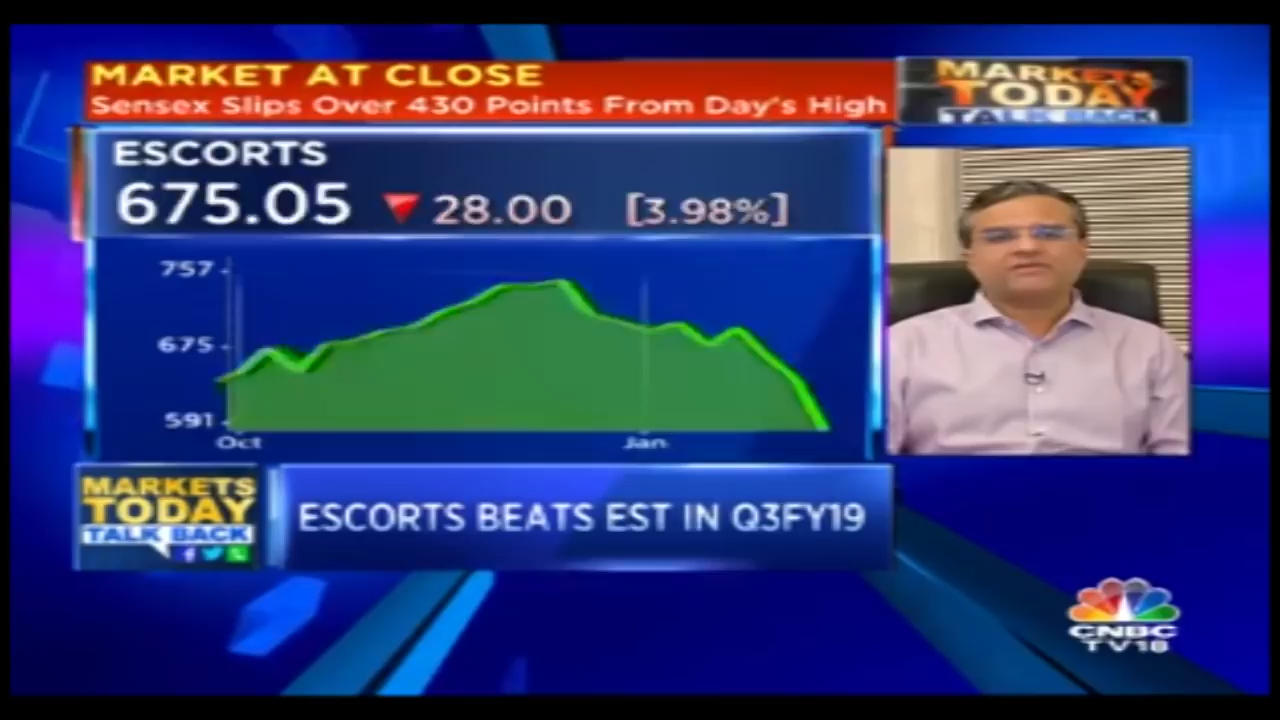 MARKET AT CLOSE
Sensex Slips Over 430 Points From Day's High
MARKETS
TODAY
TALK BACK
ESCORTS
675.05 ▼ 28.00 [3.98%]
757
675
591
Oct Jan
MARKETS
TODAY
TALK BACK
ESCORTS BEATS EST IN Q3FY19
CNBC
TV18